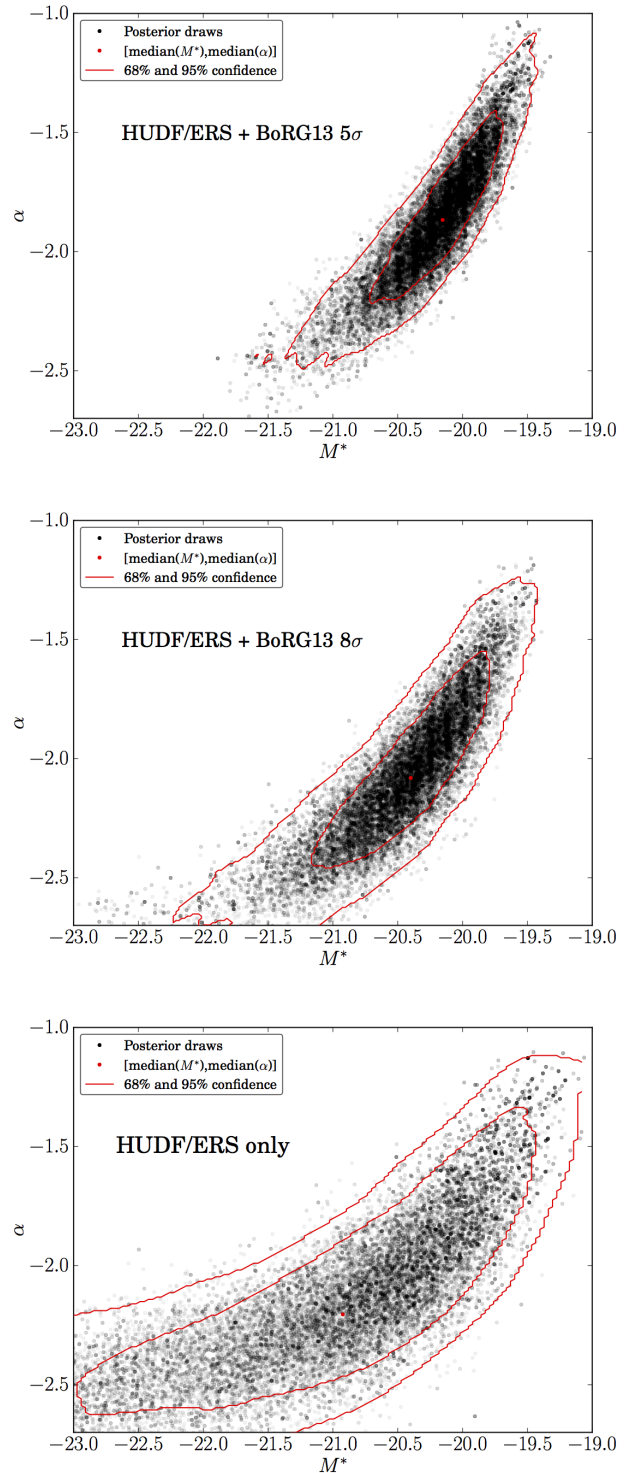 −1.0
Posterior draws
[median(M*),median(α)]
68% and 95% confidence
HUDF/ERS + BoRG13 5σ
−1.5
α
−2.0
−2.5
−23.0 −22.5 −22.0 −21.5 −21.0 −20.5 −20.0 −19.5 −19.0
M*
−1.0
Posterior draws
[median(M*),median(α)]
68% and 95% confidence
HUDF/ERS + BoRG13 8σ
−1.5
α
−2.0
−2.5
−23.0 −22.5 −22.0 −21.5 −21.0 −20.5 −20.0 −19.5 −19.0
M*
−1.0
Posterior draws
[median(M*),median(α)]
68% and 95% confidence
HUDF/ERS only
−1.5
α
−2.0
−2.5
−23.0 −22.5 −22.0 −21.5 −21.0 −20.5 −20.0 −19.5 −19.0
M*